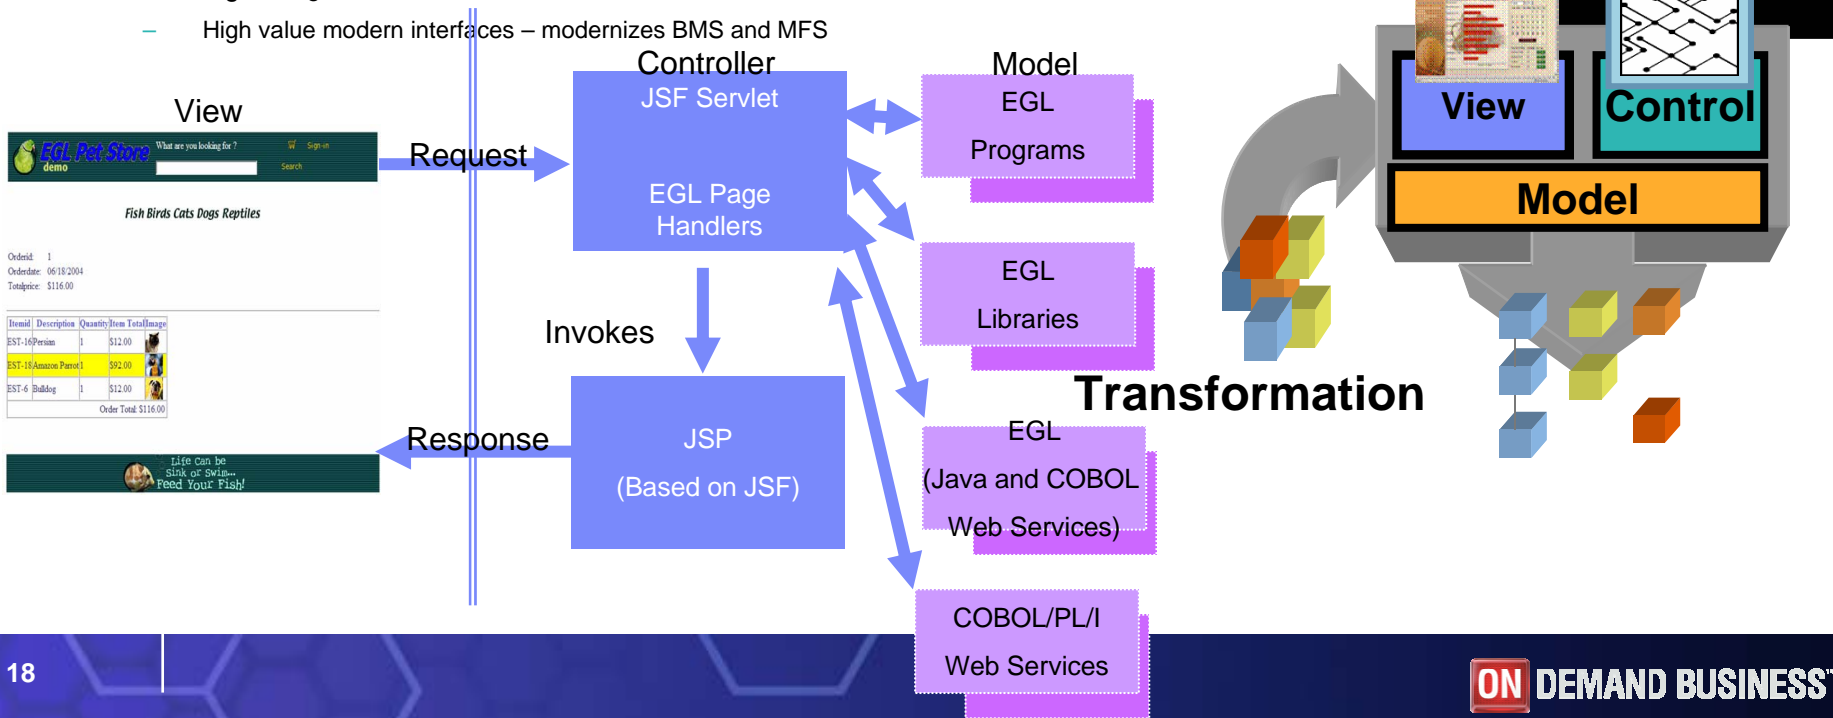 – High value modern interfaces – modernizes BMS and MFS
View
Controller
JSF Servlet
EGL Page
Handlers
Model
EGL
Programs
EGL
Libraries
EGL
(Java and COBOL
Web Services)
COBOL/PL/I
Web Services
Request
Invokes
Response
JSP
(Based on JSF)
EGL Pet Store
demo
What are you looking for ?
Sign-in
Search
Fish Birds Cats Dogs Reptiles
Orderid: 1
Orderdate: 06/18/2004
Totalprice: $116.00
Itemid Description Quantity Item Total Image
EST-16 Persian 1 $12.00
EST-18 Amazon Parrot 1 $92.00
EST-6 Bulldog 1 $12.00
Order Total: $116.00
Life Can be
Sink or Swim...
Feed Your Fish!
View
Control
Model
Transformation
18
ON DEMAND BUSINESS